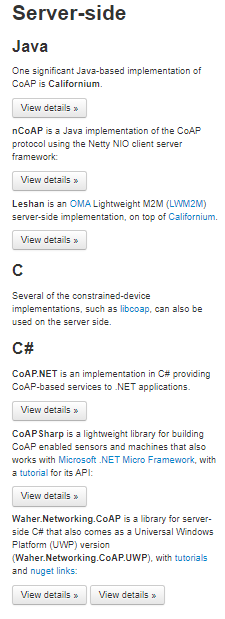 Server-side
Java
One significant Java-based implementation of
CoAP is Californium.
View details »
nCoAP is a Java implementation of the CoAP
protocol using the Netty NIO client server
framework:
View details »
Leshan is an OMA Lightweight M2M (LWM2M)
server-side implementation, on top of Californium.
View details »
C
Several of the constrained-device
implementations, such as libcoap, can also be
used on the server side.
C#
CoAP.NET is an implementation in C# providing
CoAP-based services to .NET applications.
View details »
CoAPSharp is a lightweight library for building
CoAP enabled sensors and machines that also
works with Microsoft .NET Micro Framework, with
a tutorial for its API:
View details »
Waher.Networking.CoAP is a library for server-
side C# that also comes as a Universal Windows
Platform (UWP) version
(Waher.Networking.CoAP.UWP), with tutorials
and nuget links:
View details » View details »